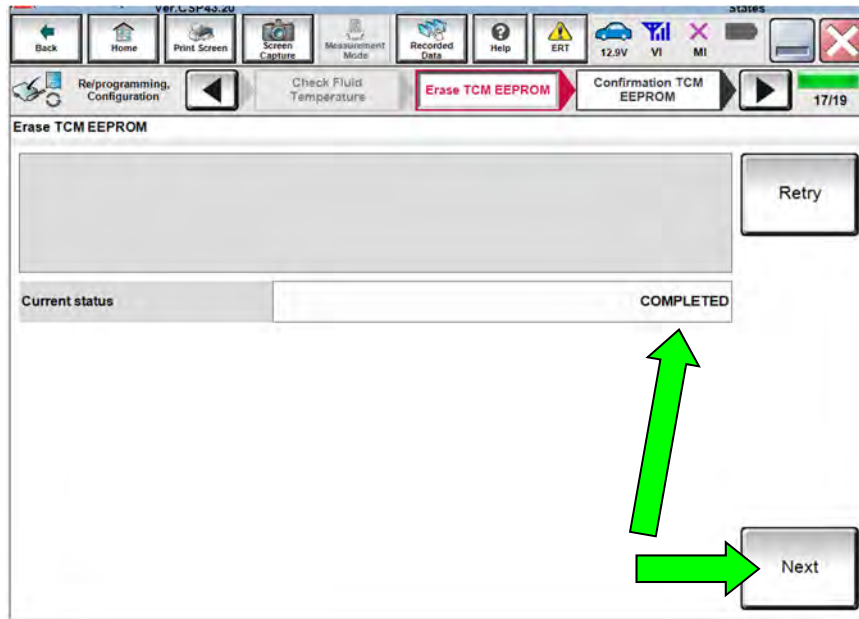 Ver.CSP43.20
States
Back
Home
Print Screen
Screen
Capture
Measurement
Mode
Recorded
Data
Help
ERT
12.9V
VI
MI
Re/programming,
Configuration
Check Fluid
Temperature
Erase TCM EEPROM
Confirmation TCM
EEPROM
17/19
Erase TCM EEPROM
Retry
Current status
COMPLETED
Next